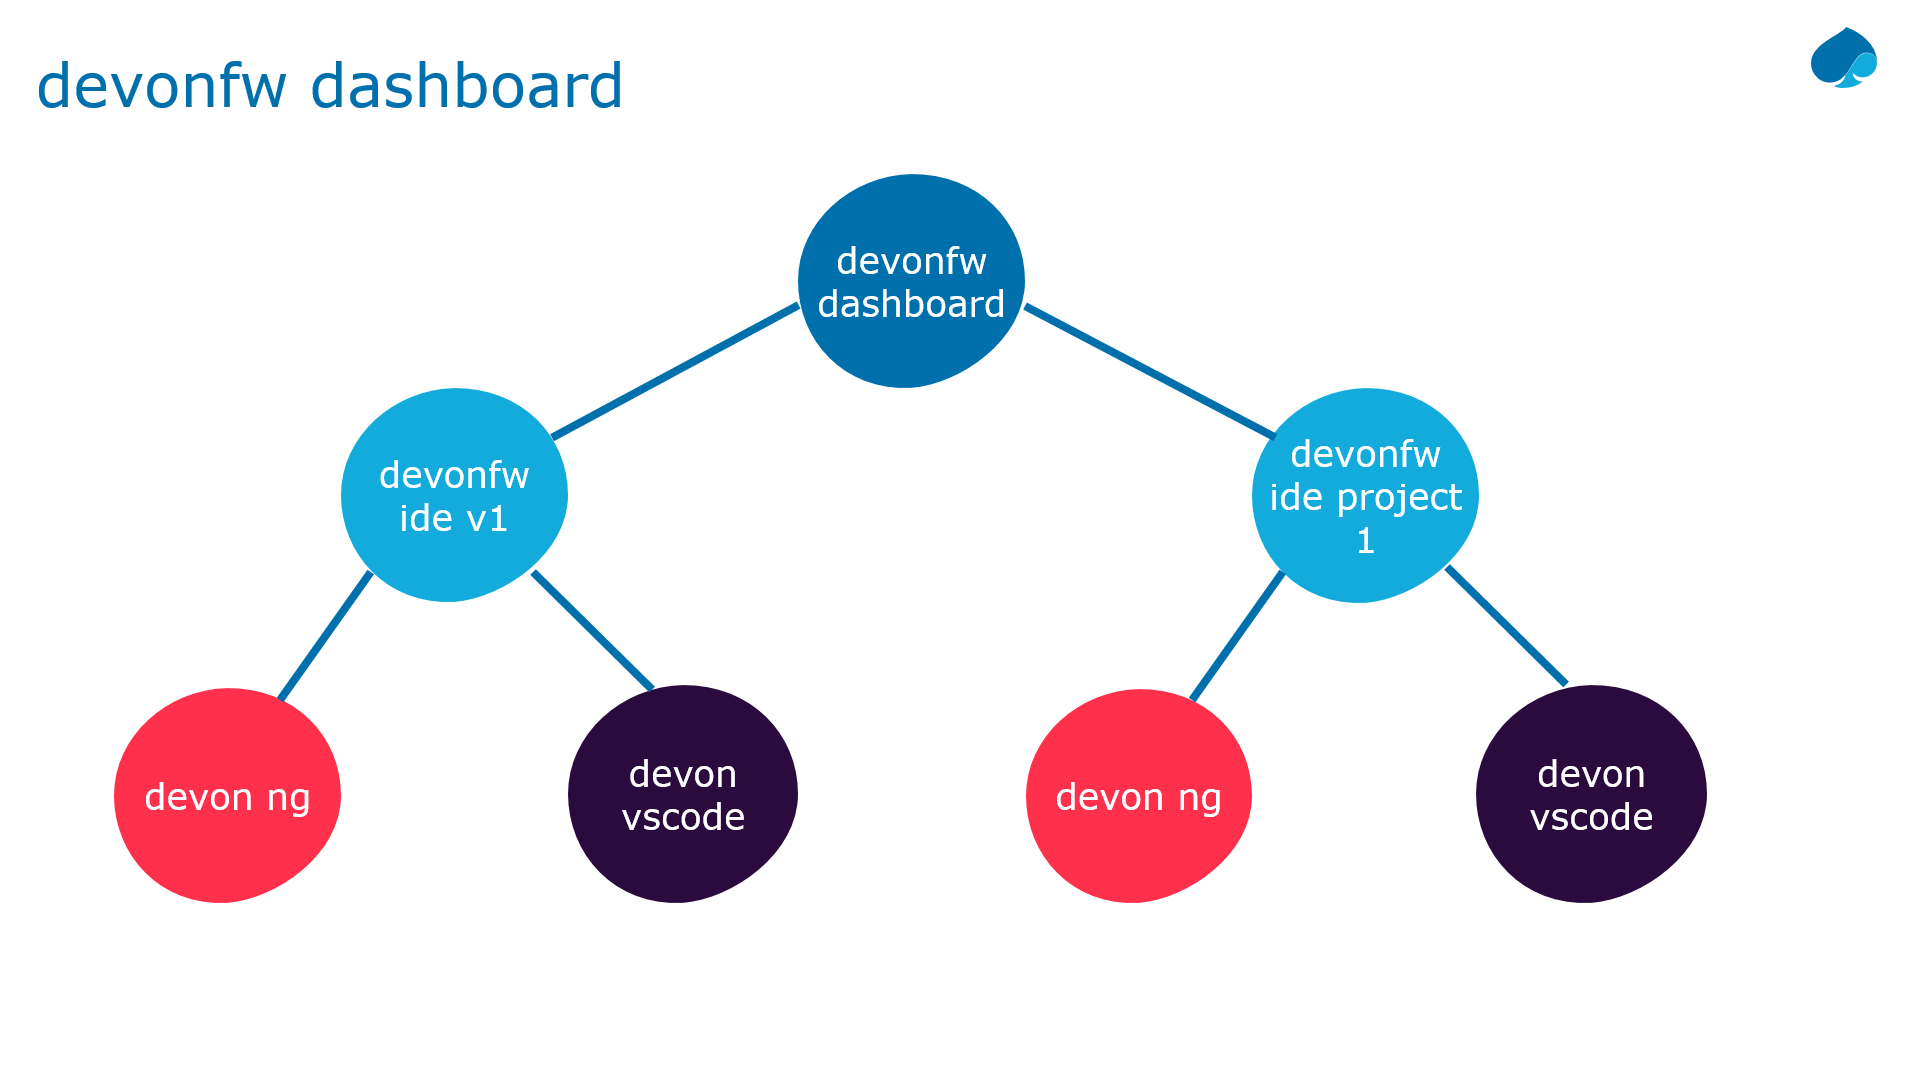 devonfw dashboard
devonfw
dashboard
devonfw
ide v1
devonfw
ide project
1
devon ng
devon
vscode
devon ng
devon
vscode